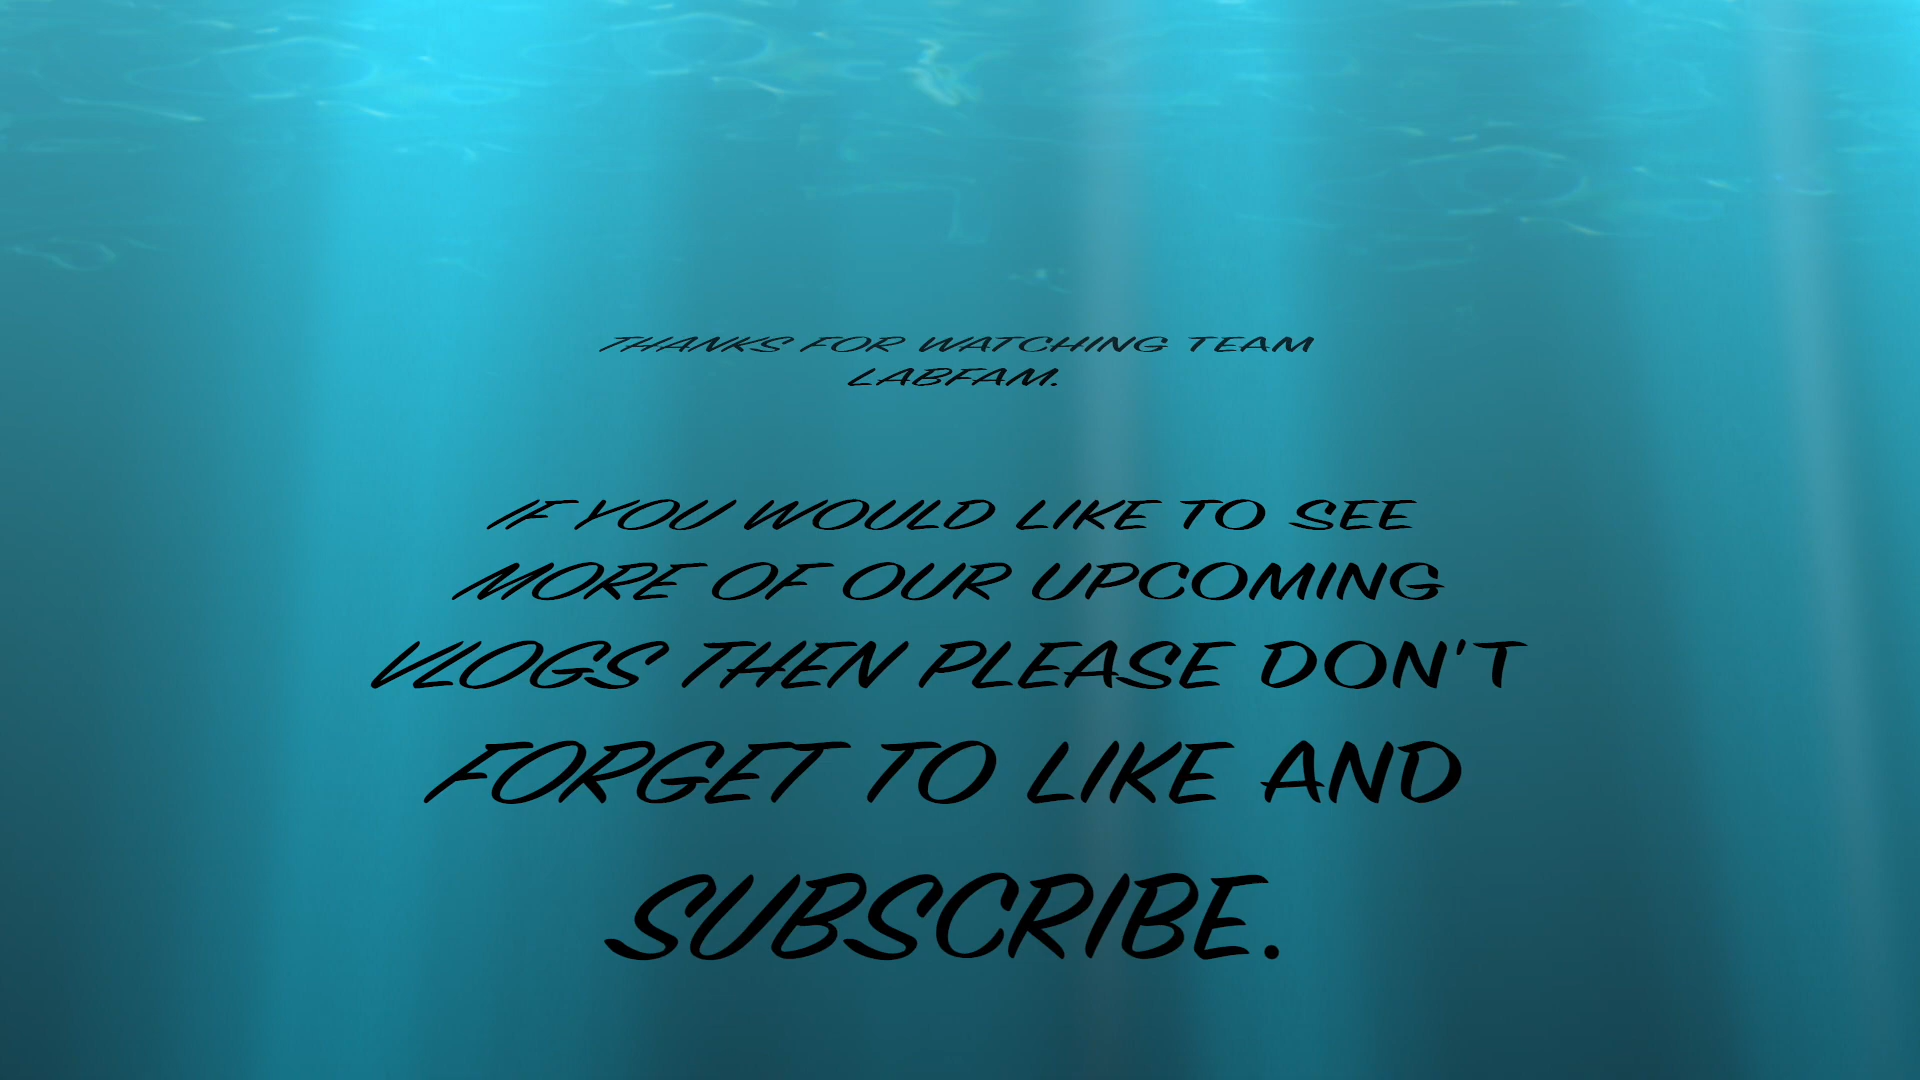 THANKS FOR WATCHING TEAM
LABFAM.
IF YOU WOULD LIKE TO SEE
MORE OF OUR UPCOMING
VLOGS THEN PLEASE DON'T
FORGET TO LIKE AND
SUBSCRIBE.